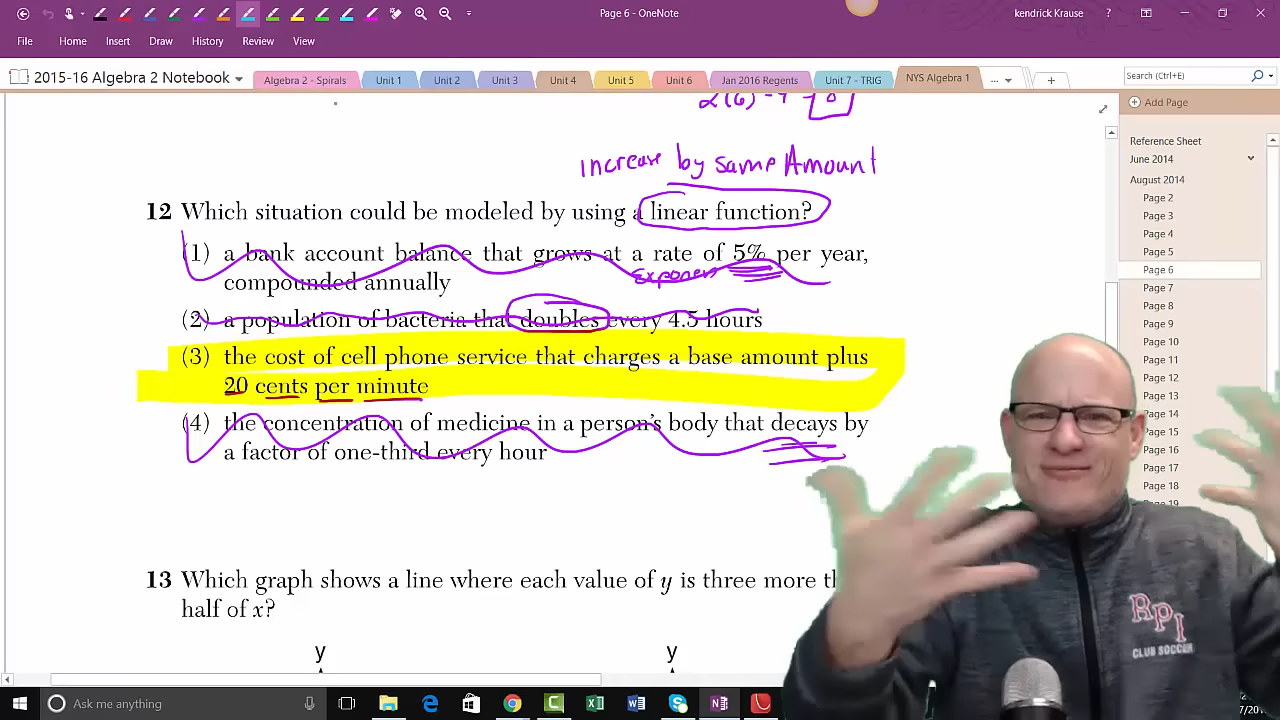 Page 6 - OneNote
kendrick Krause
File Home Insert Draw History Review View
2015-16 Algebra 2 Notebook
Algebra 2 - Spirals Unit 1 Unit 2 Unit 3 Unit 4 Unit 5 Unit 6 Jan 2016 Regents Unit 7 - TRIG NYS Algebra 1 ...
Search (Ctrl+E)
Add Page
Reference Sheet
June 2014
August 2014
Page 2
Page 3
Page 4
Page 5
Page 6
Page 7
Page 8
Page 9
Page 10
Page 11
Page 12
Page 13
Page 14
Page 15
Page 16
Page 17
Page 18
2(6)-4
increase by same Amount
12 Which situation could be modeled by using a linear function?
(1) a bank account balance that grows at a rate of 5% per year,
compounded annually
(2) a population of bacteria that doubles every 4.5 hours
(3) the cost of cell phone service that charges a base amount plus
20 cents per minute
(4) the concentration of medicine in a person's body that decays by
a factor of one-third every hour
13 Which graph shows a line where each value of y is three more
half of x?
y y
RPI
CLUB SOCCER
Ask me anything